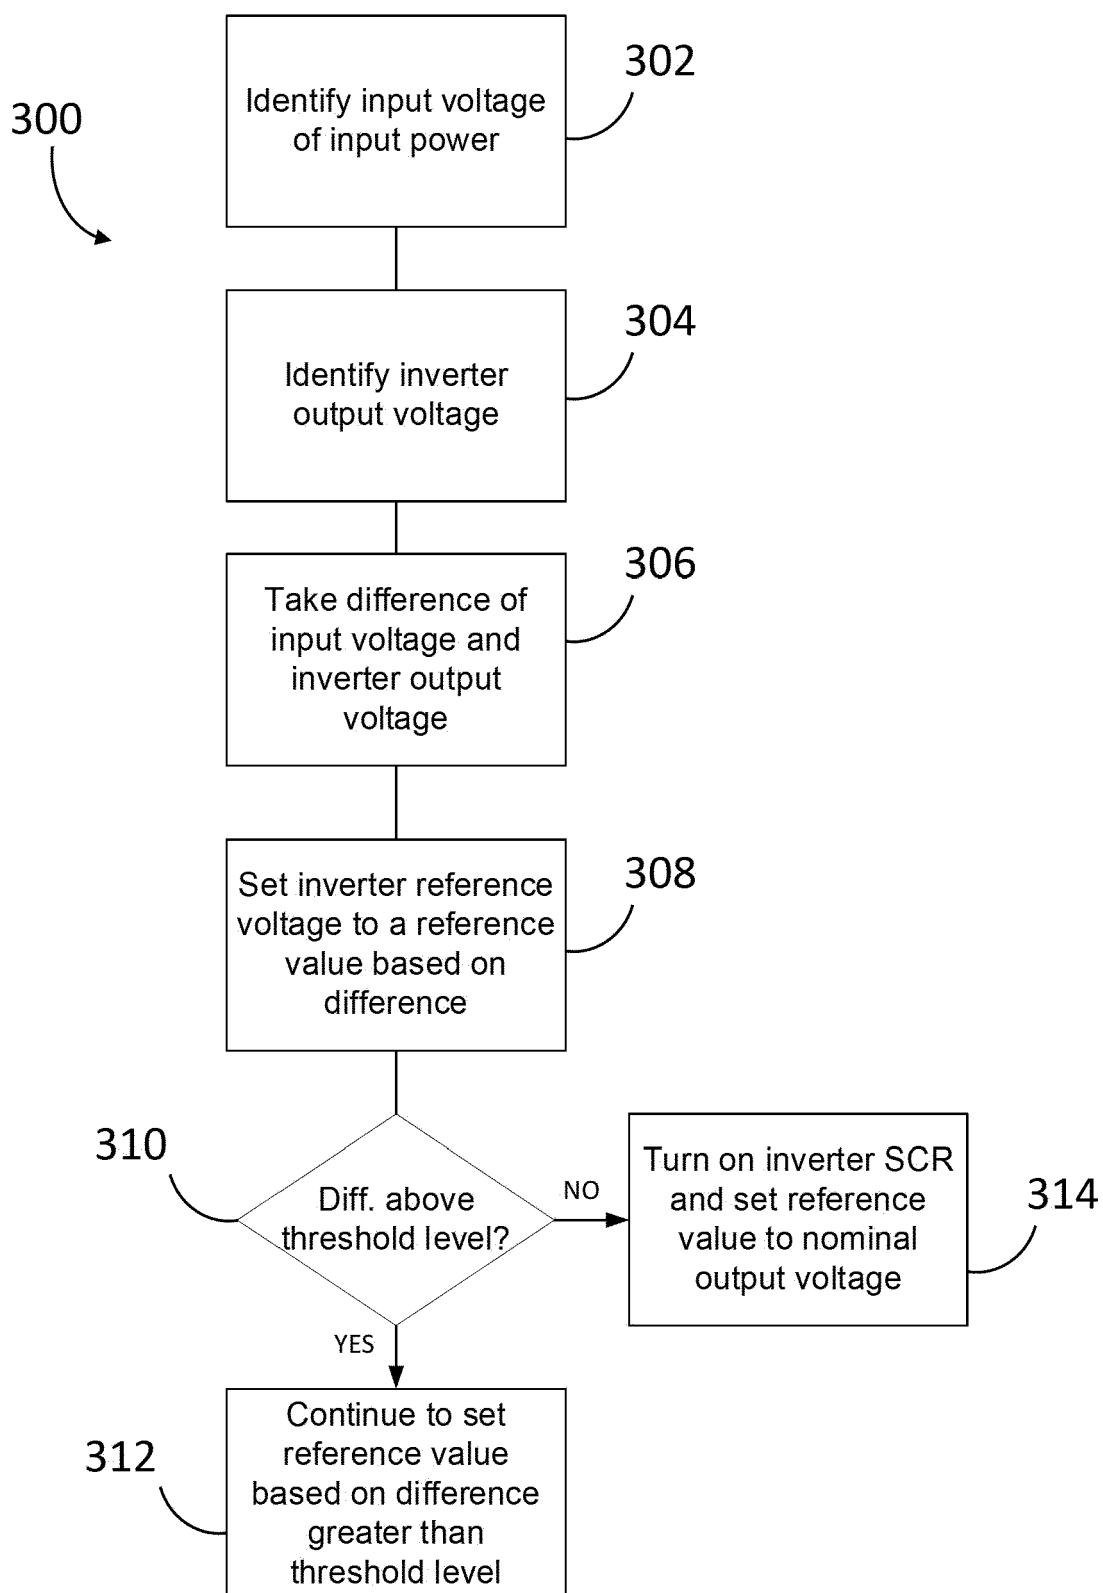 300
Identify input voltage
of input power
302
Identify inverter
output voltage
304
Take difference of
input voltage and
inverter output
voltage
306
Set inverter reference
voltage to a reference
value based on
difference
308
310
Diff. above
threshold level?
NO
Turn on inverter SCR
and set reference
value to nominal
output voltage
314
YES
312
Continue to set
reference value
based on difference
greater than
threshold level